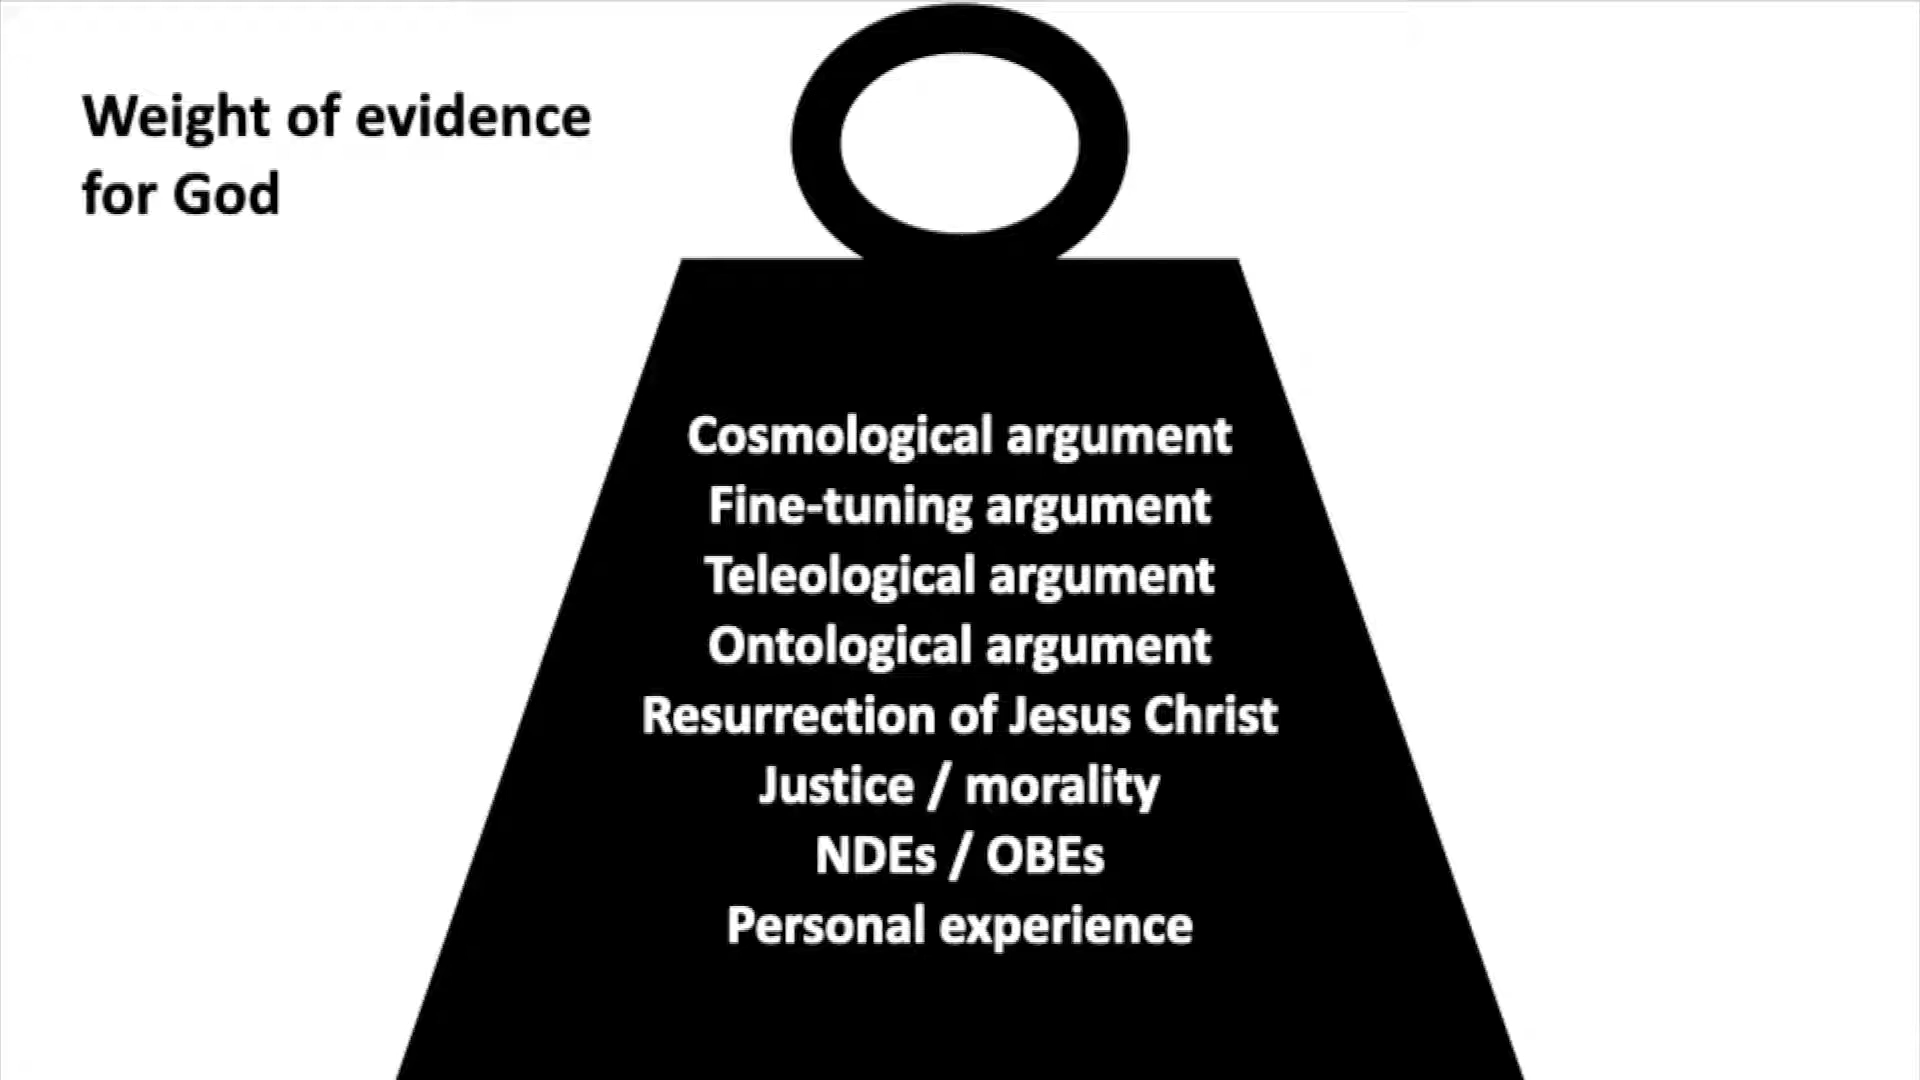 Weight of evidence
for God
Cosmological argument
Fine-tuning argument
Teleological argument
Ontological argument
Resurrection of Jesus Christ
Justice / morality
NDEs / OBEs
Personal experience